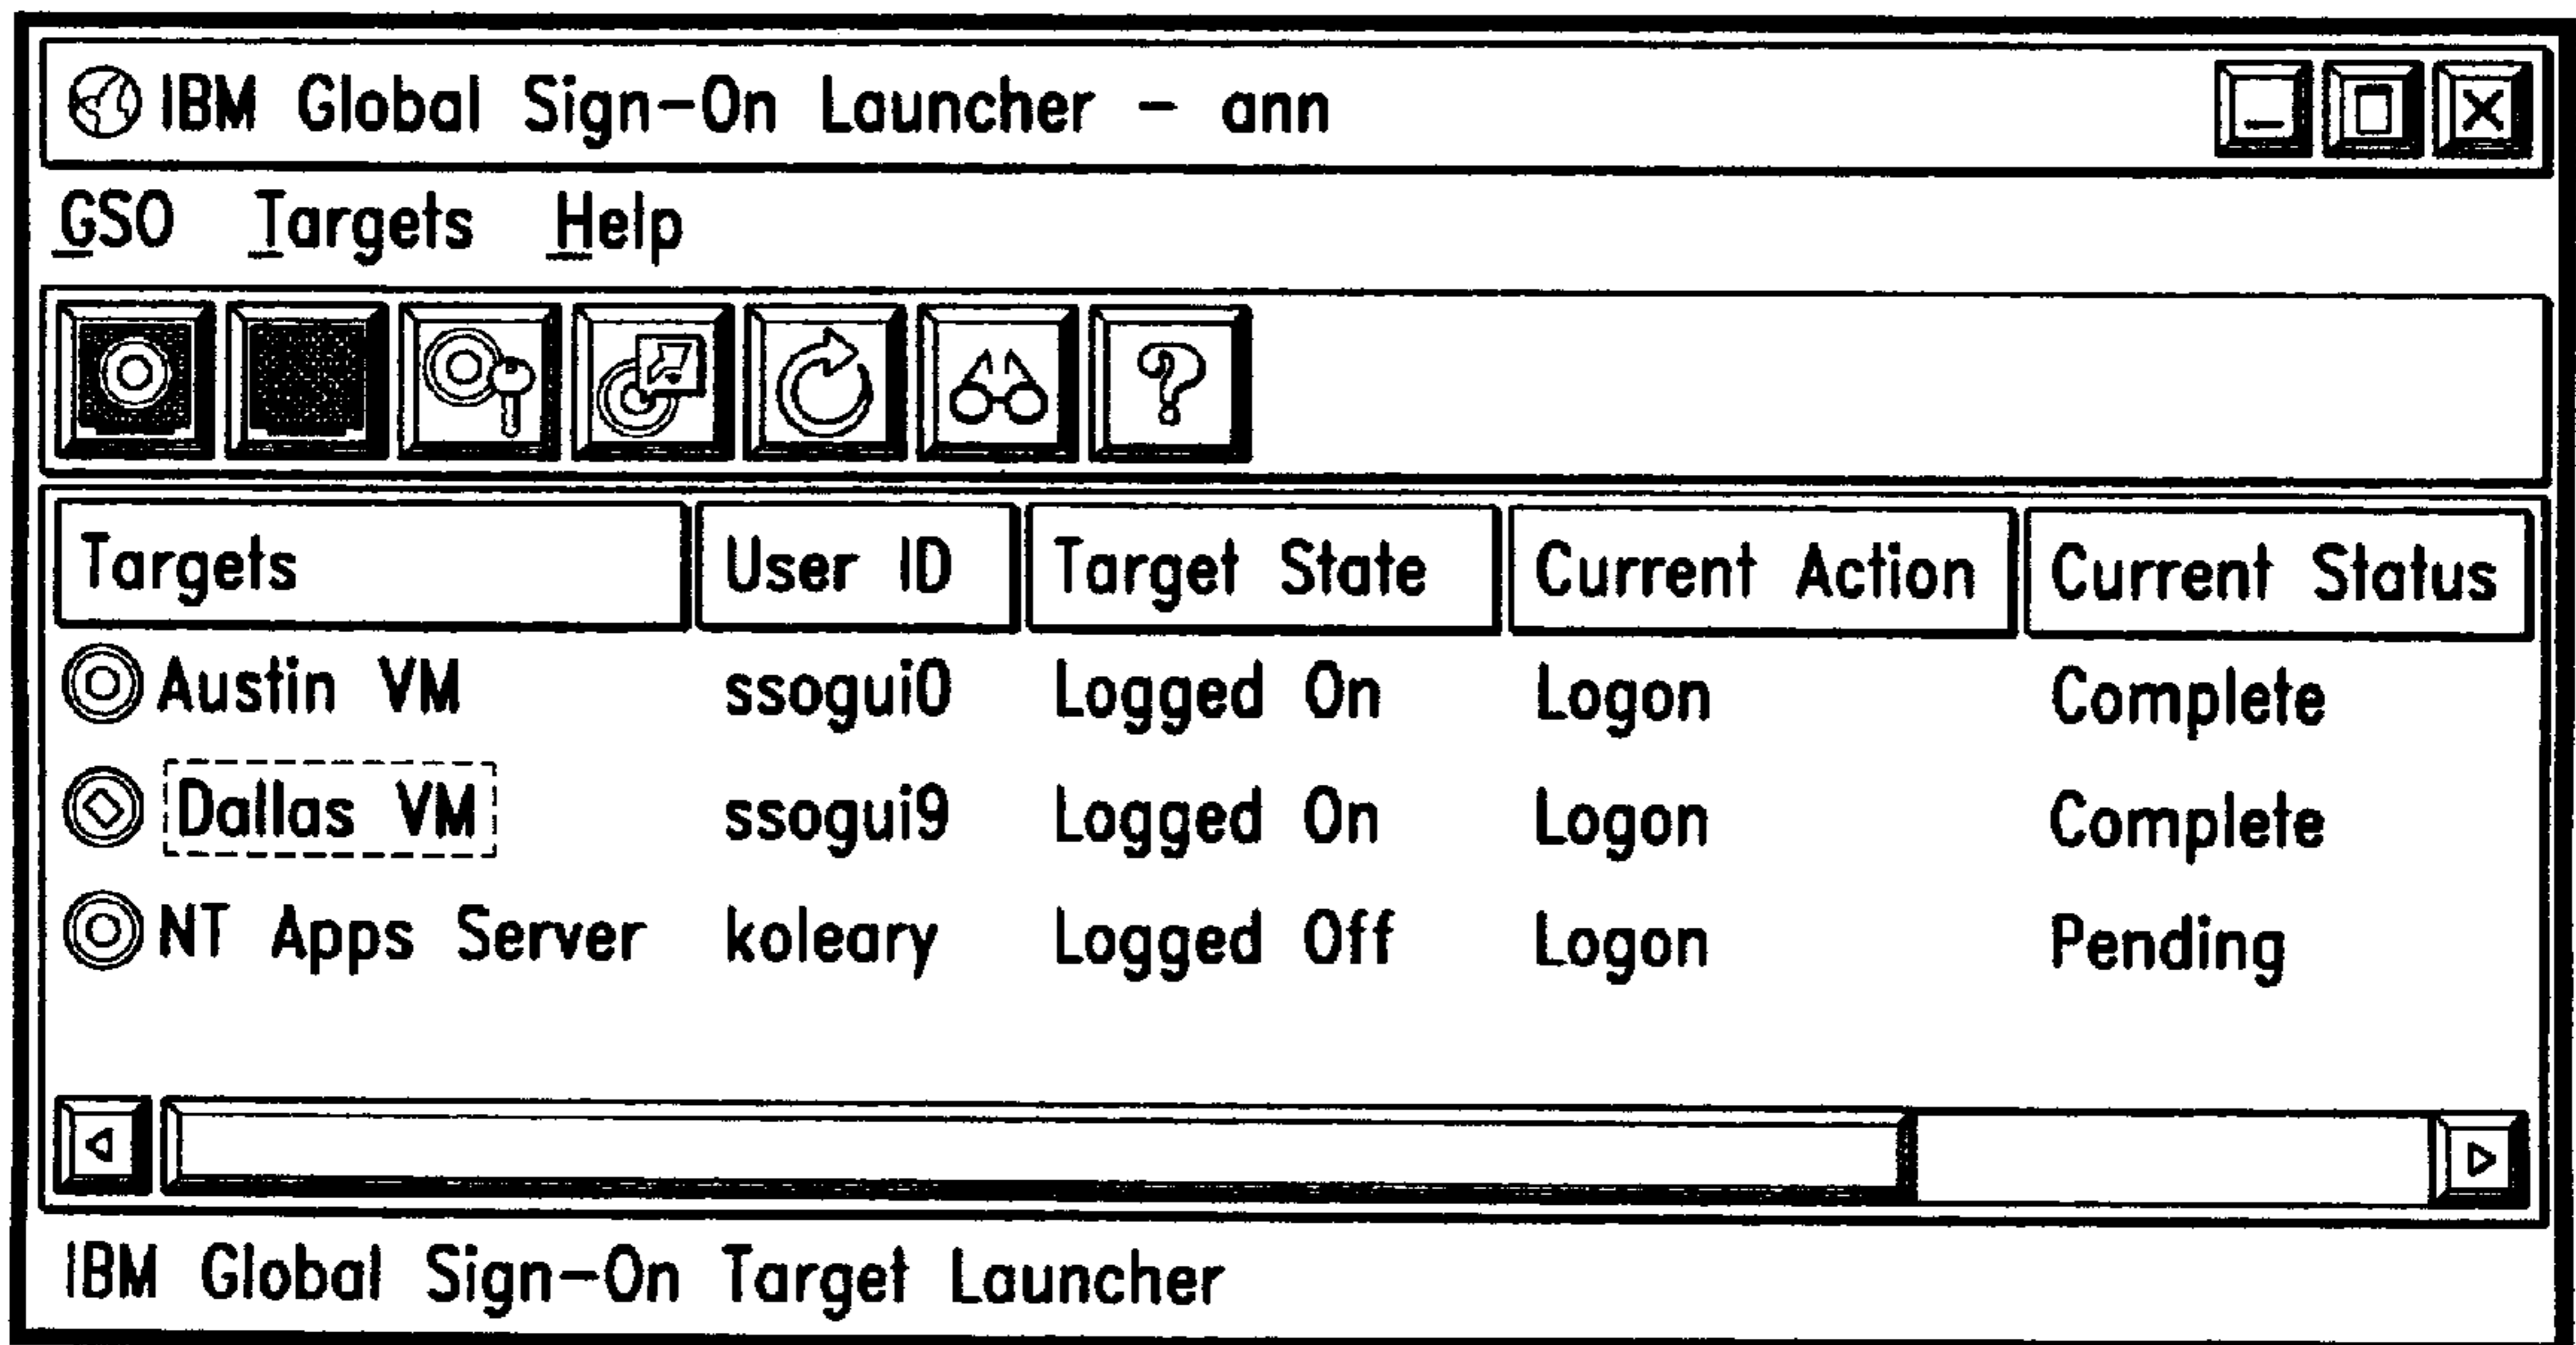 IBM Global Sign-On Launcher - ann
GSO Targets Help
?
Targets User ID Target State Current Action Current Status
Austin VM ssogui0 Logged On Logon Complete
Dallas VM ssogui9 Logged On Logon Complete
NT Apps Server koleary Logged Off Logon Pending
IBM Global Sign-On Target Launcher